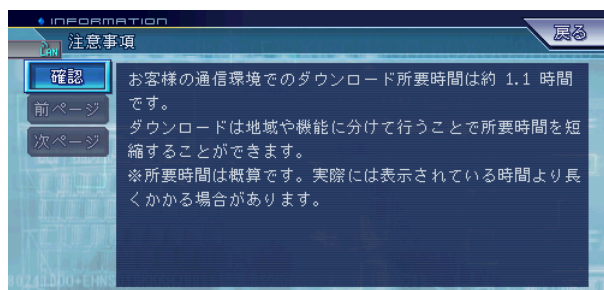 INFORMATION
戻る
LAN 注意事項
確認
前ページ
次ページ
お客様の通信環境でのダウンロード所要時間は約 1.1 時間
です。
ダウンロードは地域や機能に分けて行うことで所要時間を短
縮することができます。
※所要時間は概算です。実際には表示されている時間より長
くかかる場合があります。